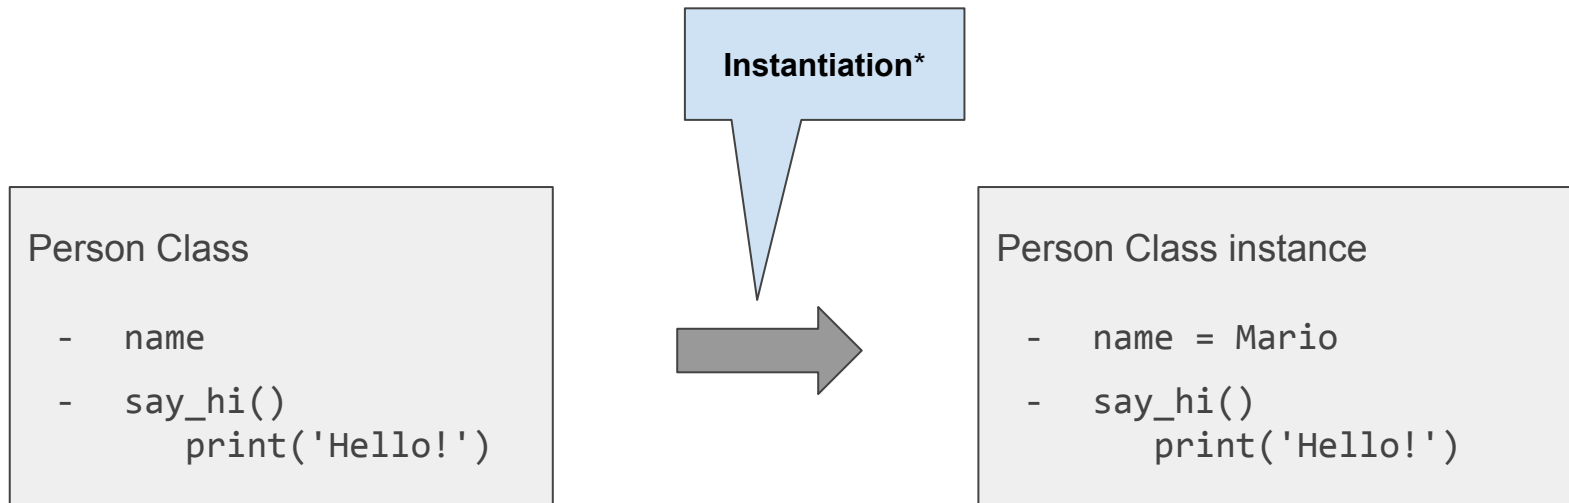 Instantiation*
Person Class
- name
- say_hi()
print('Hello!')
Person Class instance
- name = Mario
- say_hi()
print('Hello!')